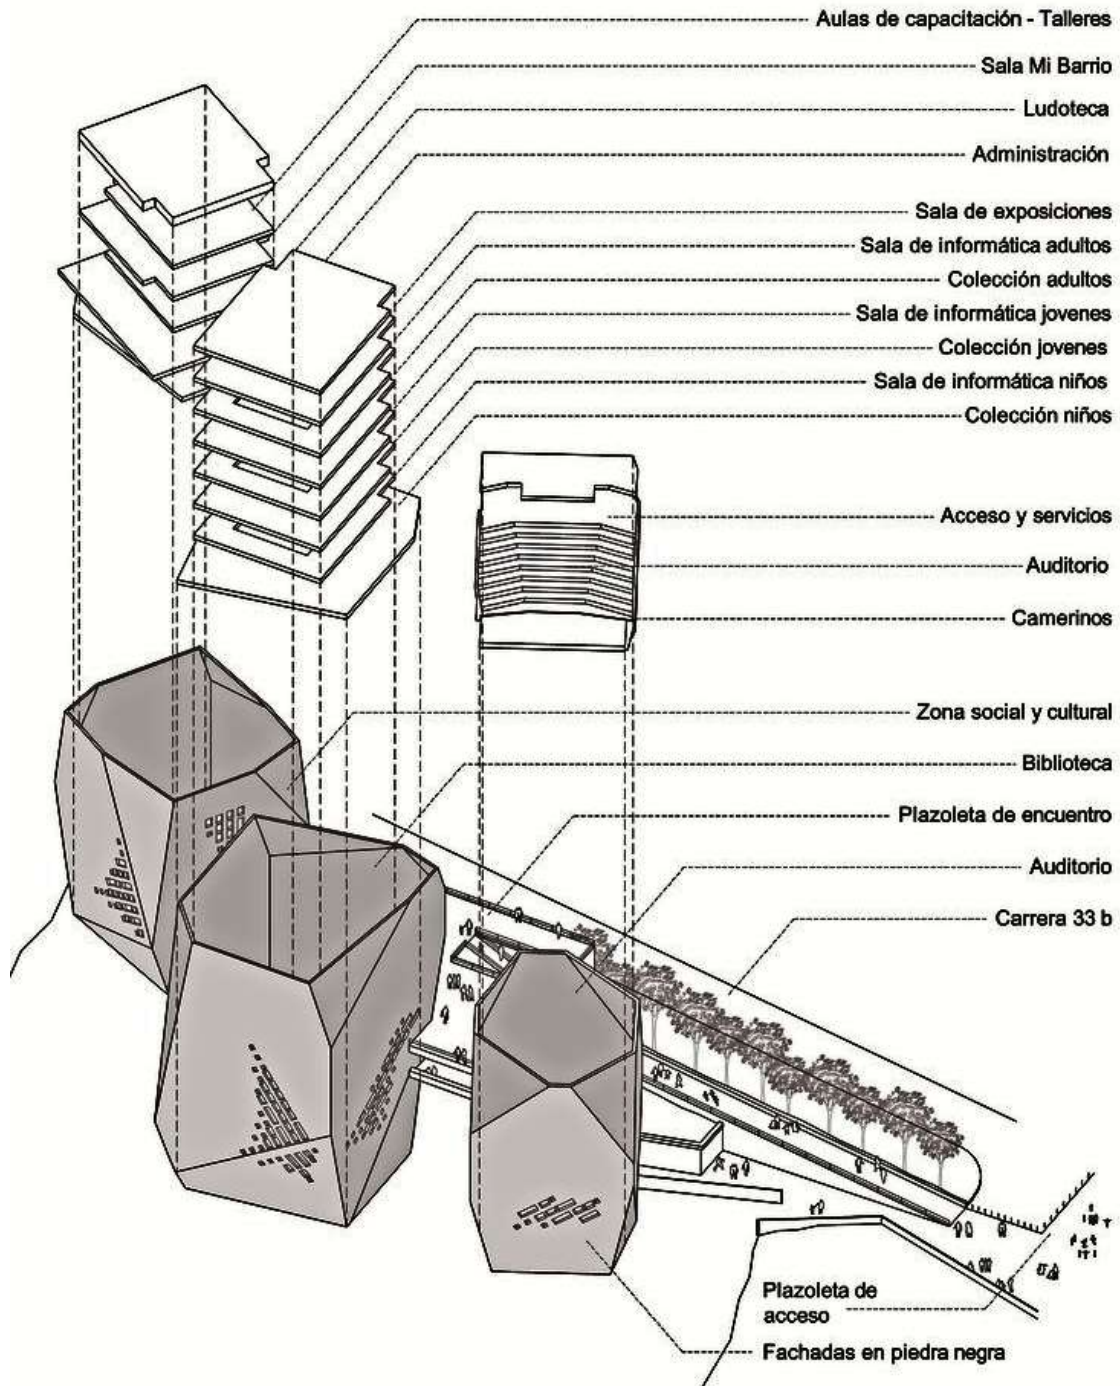 Aulas de capacitación - Talleres
Sala Mi Barrio
Ludoteca
Administración
Sala de exposiciones
Sala de informática adultos
Colección adultos
Sala de informática jovenes
Colección jovenes
Sala de informática niños
Colección niños
Acceso y servicios
Auditorio
Camerinos
Zona social y cultural
Biblioteca
Plazoleta de encuentro
Auditorio
Carrera 33 b
Plazoleta de
acceso
Fachadas en piedra negra